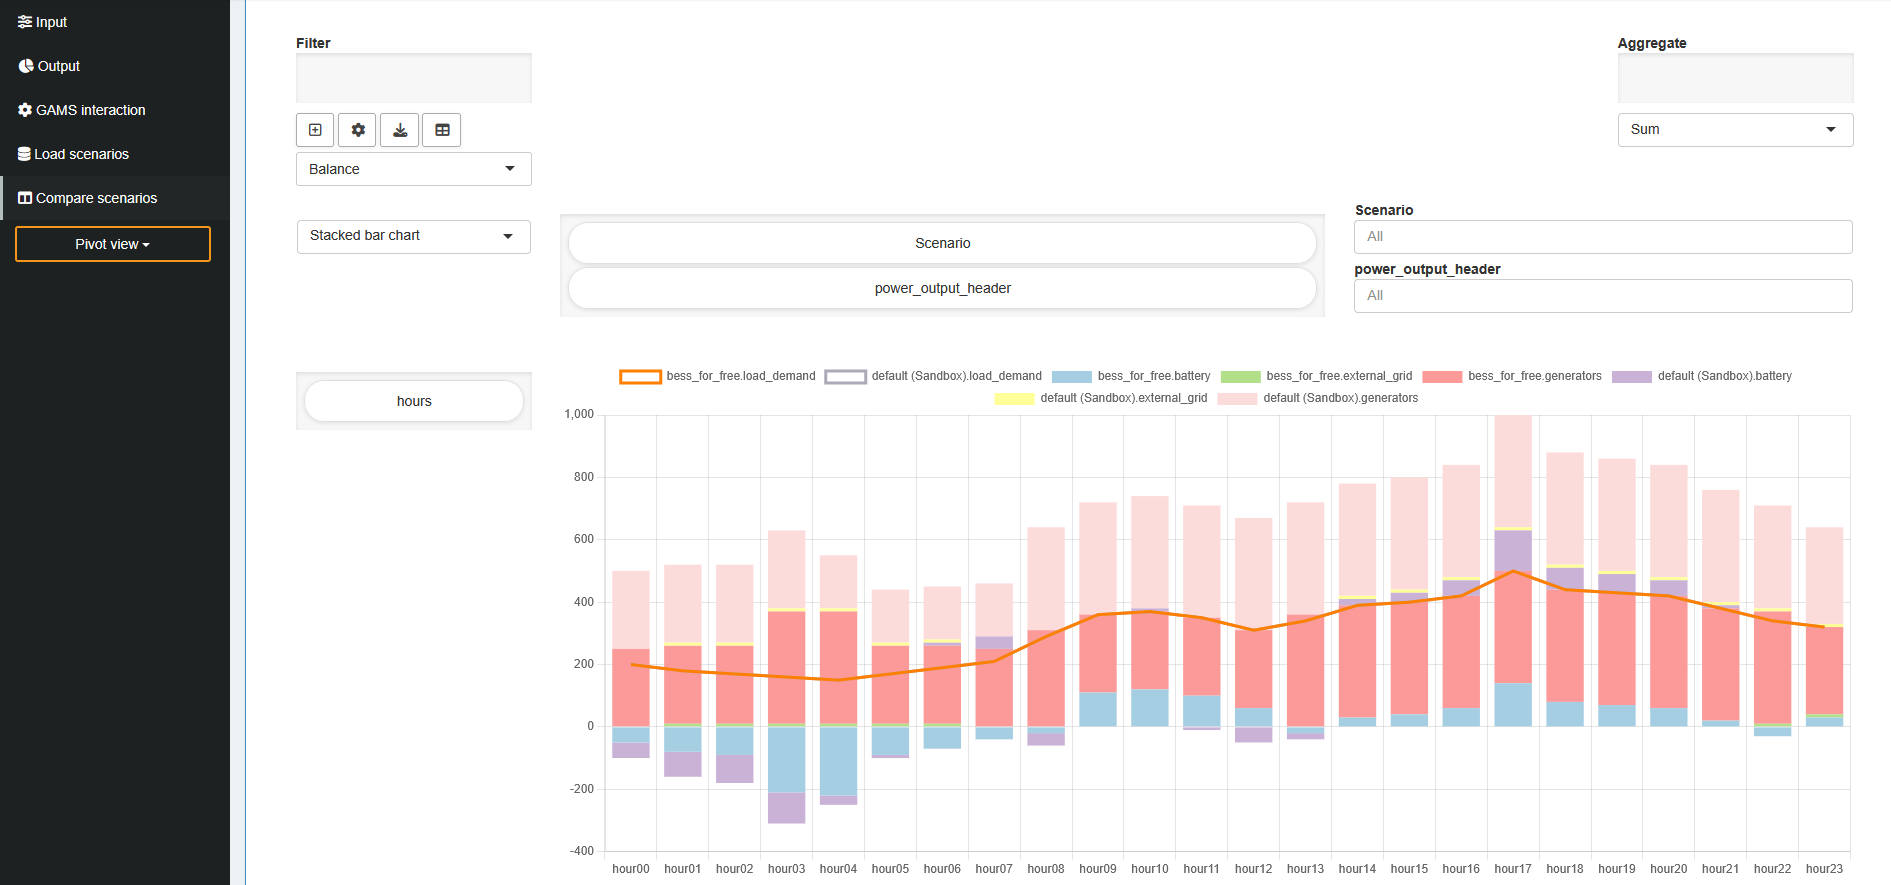 Input
Output
GAMS interaction
Load scenarios
Compare scenarios
Pivot view
Filter
Aggregate
Sum
Balance
Stacked bar chart
Scenario
power_output_header
Scenario
All
power_output_header
All
hours
bess_for_free.load_demand default (Sandbox).load_demand bess_for_free.battery bess_for_free.external_grid bess_for_free.generators default (Sandbox).battery
default (Sandbox).external_grid default (Sandbox).generators
1,000
800
600
400
200
0
-200
-400
hour00 hour01 hour02 hour03 hour04 hour05 hour06 hour07 hour08 hour09 hour10 hour11 hour12 hour13 hour14 hour15 hour16 hour17 hour18 hour19 hour20 hour21 hour22 hour23